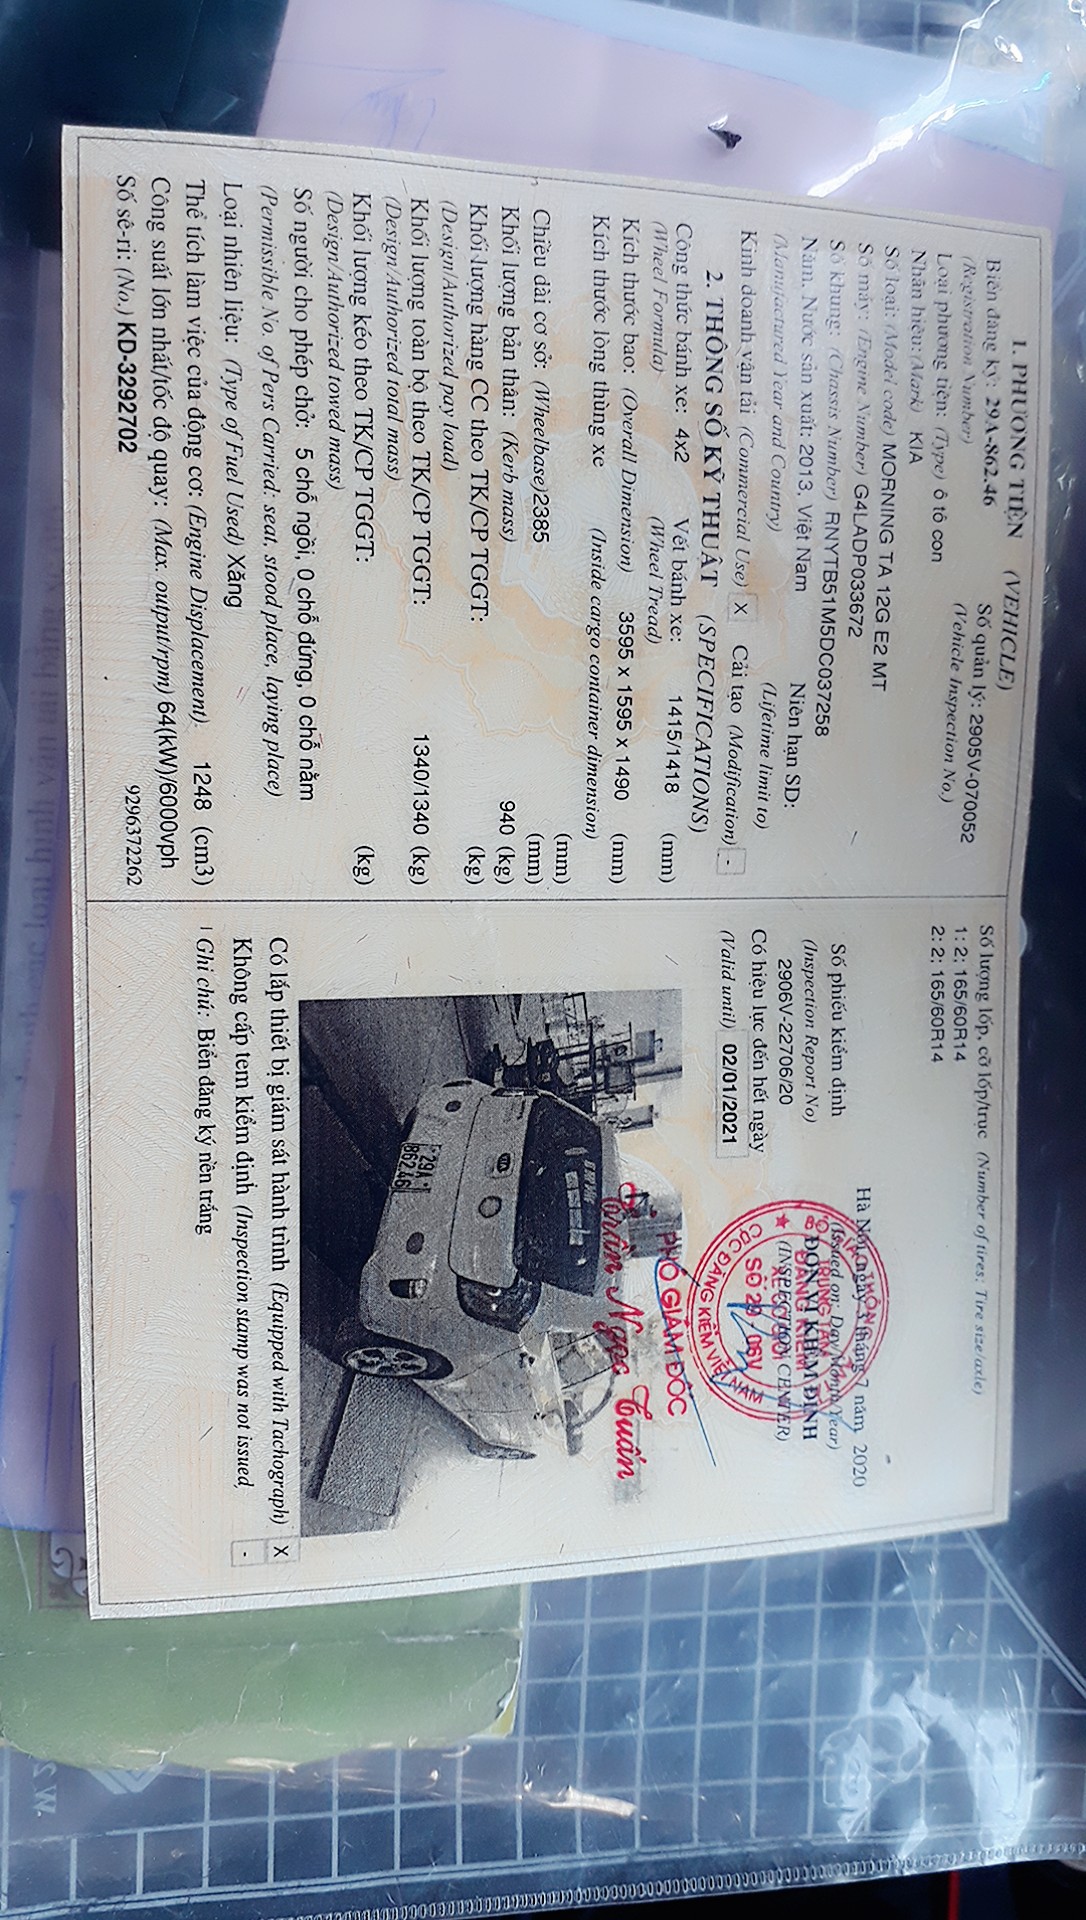 1. PHƯƠNG TIỆN (VEHICLE)
Biển đăng ký: 29A-862.46 Số quản lý: 2905V-070052
(Registration Number) (Vehicle Inspection No.)
Loại phương tiện: (Type) ô tô con
Nhãn hiệu: (Mark) KIA
Số loại: (Model code) MORNING TA 12G E2 MT
Số máy: (Engine Number) G4LADP033672
Số khung: (Chassis Number) RNYTB51M5DC037258
Năm, Nước sản xuất: 2013, Việt Nam Niên hạn SD:
(Manufactured Year and Country) (Lifetime limit to)
Kinh doanh vận tải (Commercial Use) X Cải tạo (Modification) -
2. THÔNG SỐ KỸ THUẬT (SPECIFICATIONS)
Công thức bánh xe: 4x2 Vết bánh xe: 1415/1418 (mm)
(Wheel Formula) (Wheel Tread)
Kích thước bao: (Overall Dimension) 3595 x 1595 x 1490 (mm)
Kích thước lòng thùng xe (Inside cargo container dimension)
(mm)
Chiều dài cơ sở: (Wheelbase) 2385 (mm)
Khối lượng bản thân: (Kerb mass) 940 (kg)
Khối lượng hàng CC theo TK/CP TGGT: (kg)
(Design/Authorized pay load)
Khối lượng toàn bộ theo TK/CP TGGT: 1340/1340 (kg)
(Design/Authorized total mass)
Khối lượng kéo theo TK/CP TGGT: (kg)
(Design/Authorized towed mass)
Số người cho phép chở: 5 chỗ ngồi, 0 chỗ đứng, 0 chỗ nằm
(Permissible No. of Pers Carried: seat, stood place, laying place)
Loại nhiên liệu: (Type of Fuel Used) Xăng
Thể tích làm việc của động cơ: (Engine Displacement) 1248 (cm3)
Công suất lớn nhất/tốc độ quay: (Max. output/rpm) 64(kW)/6000vph
Số sê-ri: (No.) KD-3292702 9296372262
Số lượng lốp, cỡ lốp/trục (Number of tires; Tire size/axle)
1: 2; 165/60R14
2: 2; 165/60R14
Hà Nội, ngày 3 tháng 7 năm 2020
(Issued on: Day/Month/Year)
ĐƠN VỊ KIỂM ĐỊNH
(INSPECTION CENTER)
Số phiếu kiểm định
(Inspection Report No)
2906V-22706/20
Có hiệu lực đến hết ngày
(Valid until) 02/01/2021
BỘ GIAO THÔNG
TRUNG TÂM
ĐĂNG KIỂM
XE CƠ GIỚI
SỐ 29 - 06V
CỤC ĐĂNG KIỂM VIỆT NAM
PHÓ GIÁM ĐỐC
Trần Ngọc Tuấn
KIA
29A
862.46
Có lắp thiết bị giám sát hành trình (Equipped with Tachograph) X
Không cấp tem kiểm định (Inspection stamp was not issued) -
Ghi chú: Biển đăng ký nền trắng